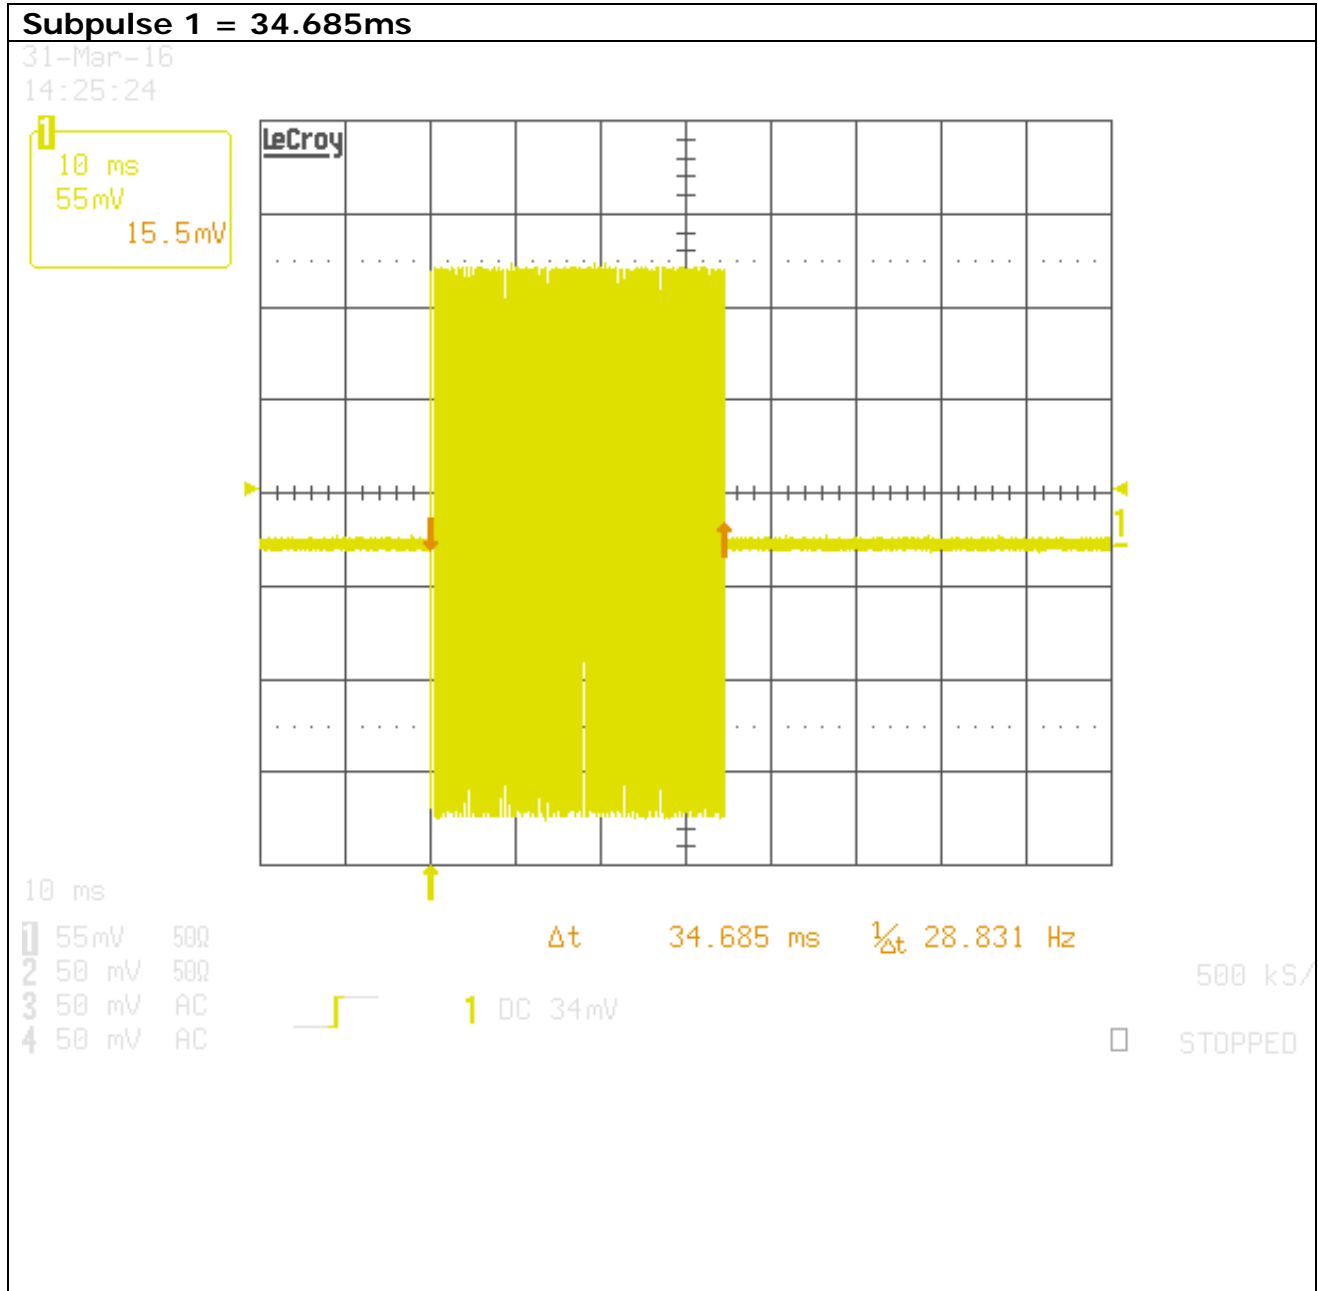 Subpulse 1 = 34.685ms
31-Mar-16
14:25:24
1
10 ms
55mV
15.5mV
LeCroy
1
10 ms
1 55mV 50Ω
2 50 mV 50Ω
3 50 mV AC
4 50 mV AC
Δt 34.685 ms 1/Δt 28.831 Hz
500 kS/
1 DC 34mV
STOPPED